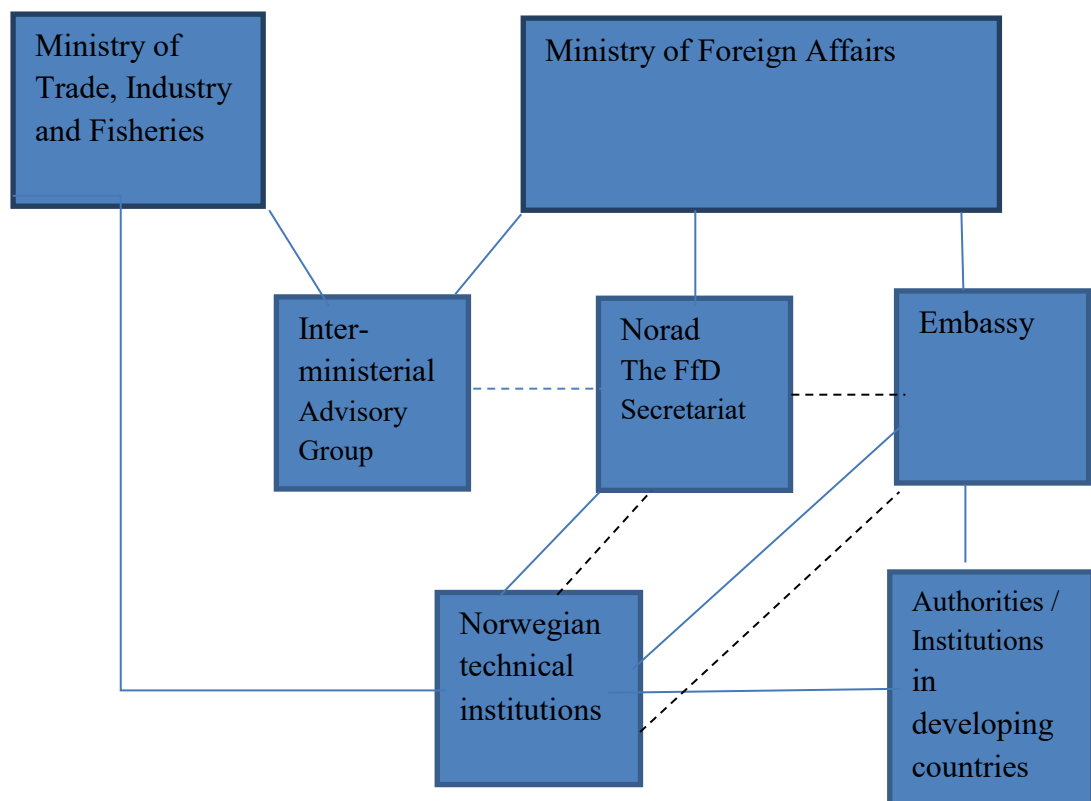 Ministry of
Trade, Industry
and Fisheries
Ministry of Foreign Affairs
Inter-
ministerial
Advisory
Group
Norad
The FfD
Secretariat
Embassy
Norwegian
technical
institutions
Authorities /
Institutions
in
developing
countries